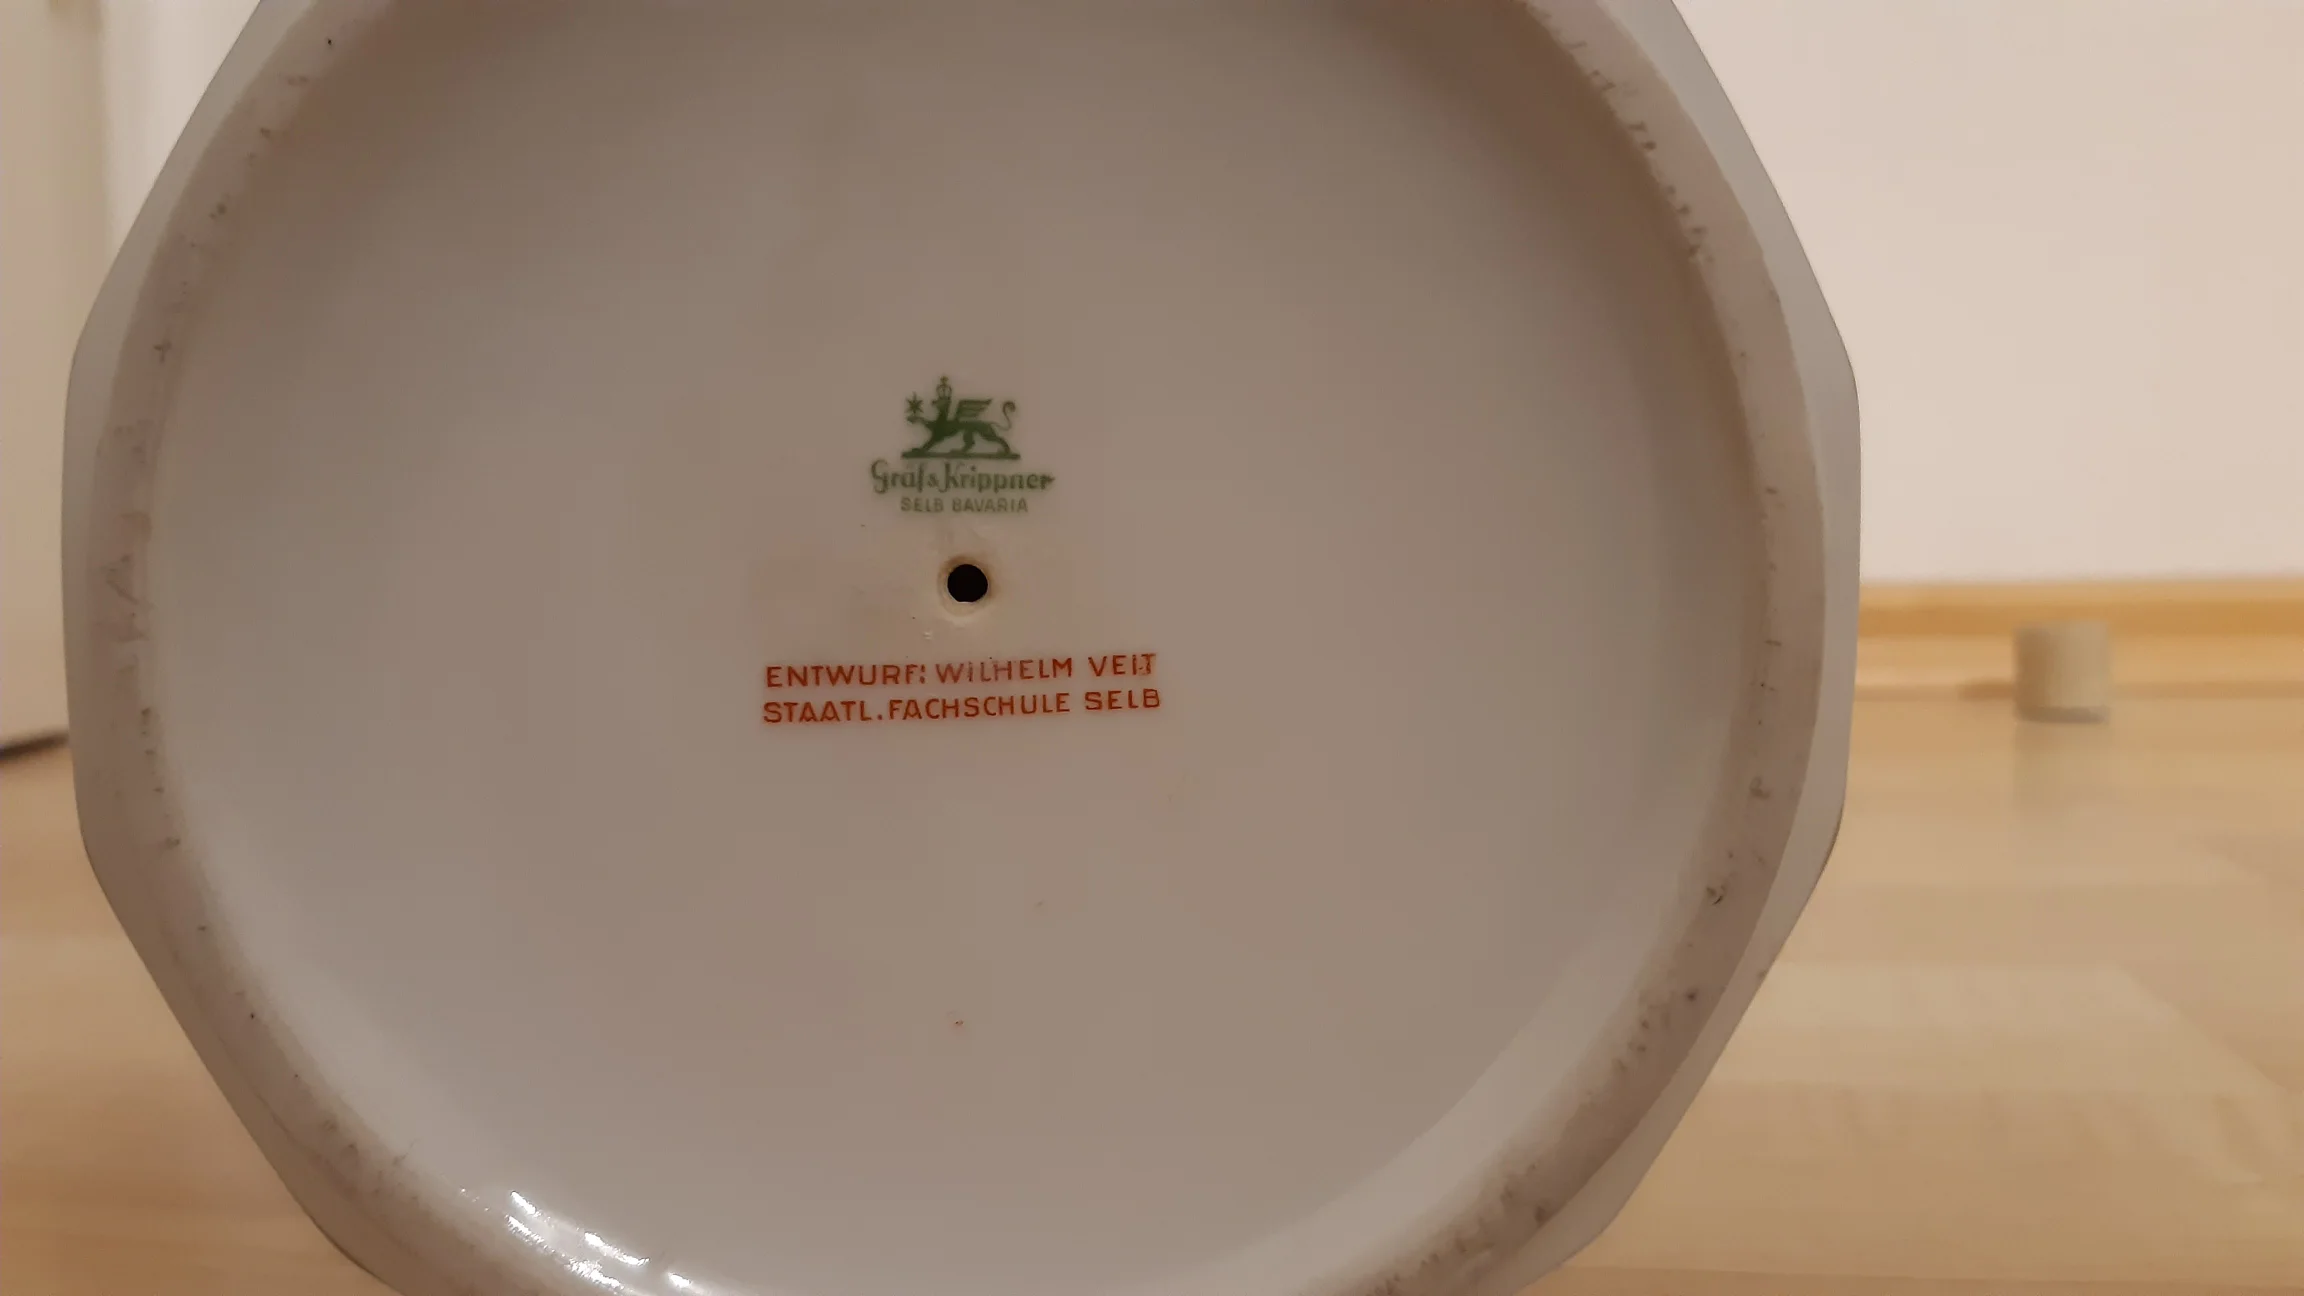 Gräf & Krippner
SELB BAVARIA
ENTWURF: WILHELM VEIT
STAATL. FACHSCHULE SELB